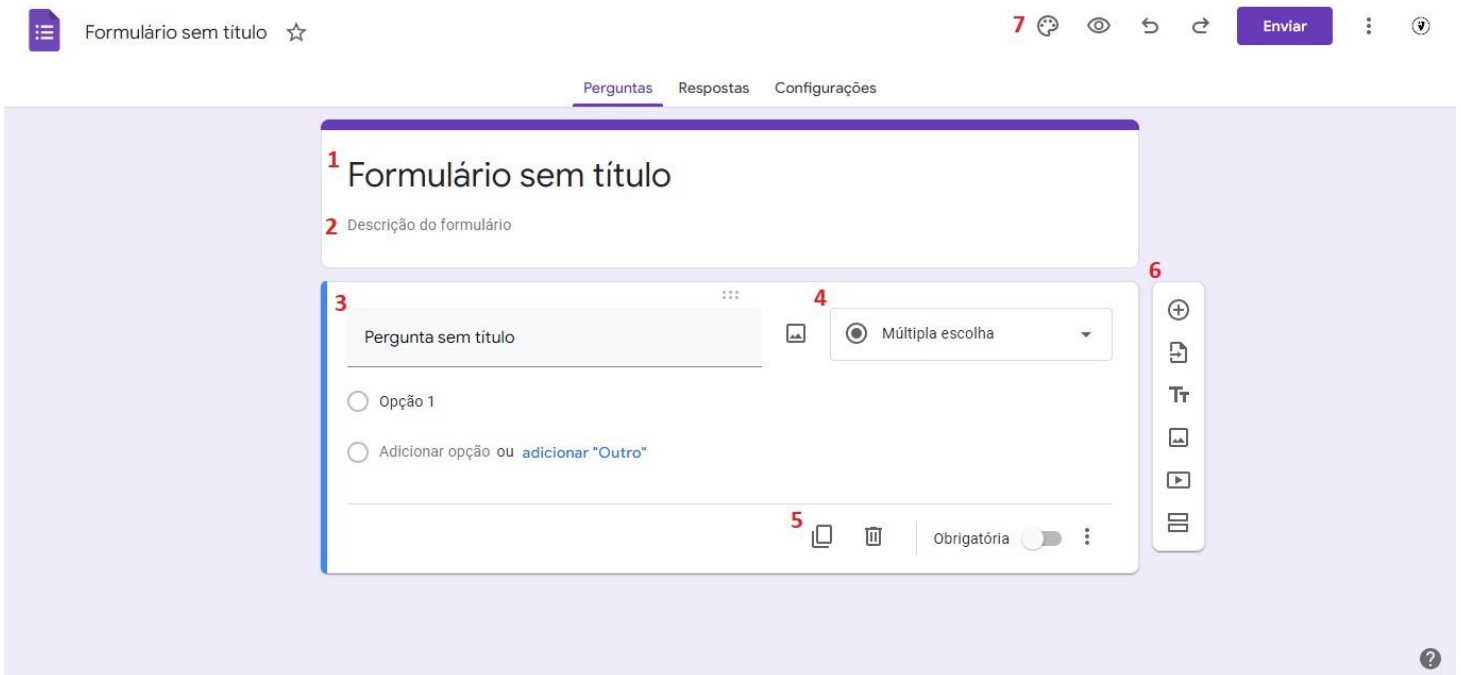 Formulário sem título
7
Enviar
Perguntas Respostas Configurações
1
Formulário sem título
2 Descrição do formulário
6
3
4
Pergunta sem título
Múltipla escolha
Tт
Opção 1
Adicionar opção ou adicionar "Outro"
5
Obrigatória